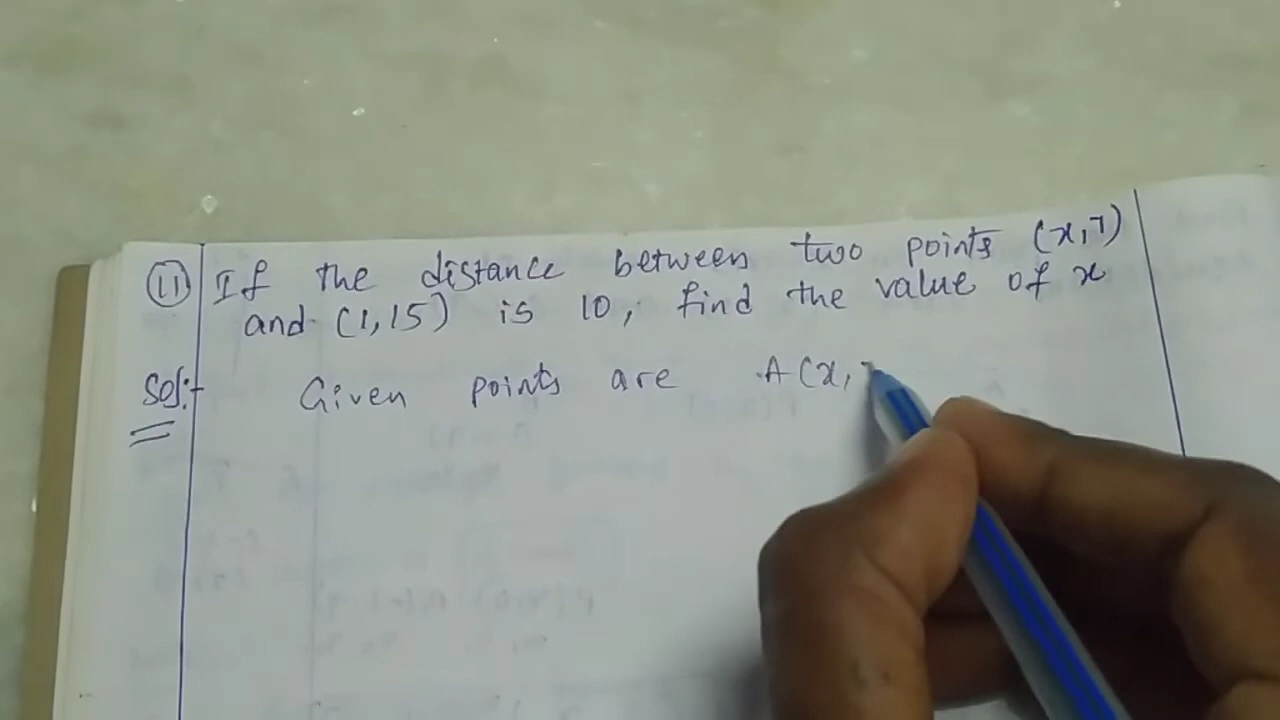 (11) If the distance between two points (x,7)
and (1,15) is 10, find the value of x
Sol:- Given points are A(x, 7